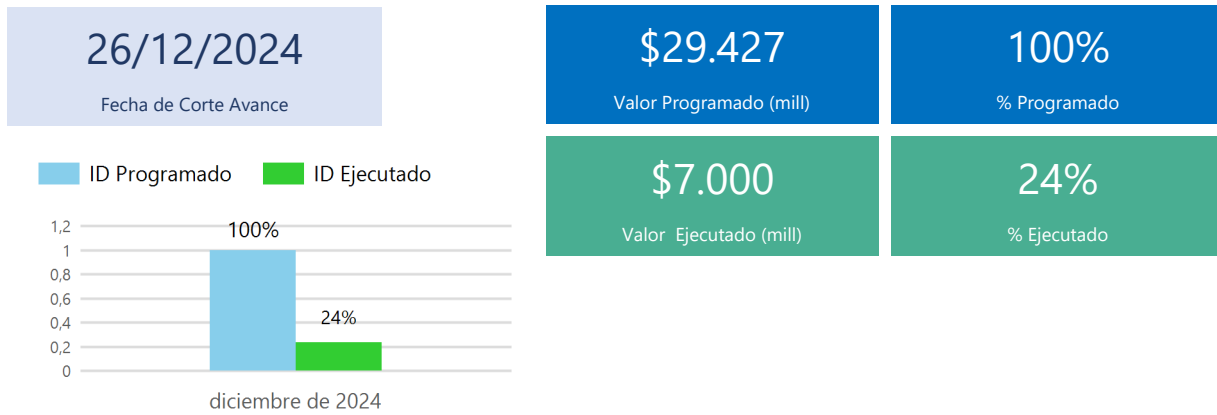 26/12/2024
Fecha de Corte Avance
$29.427
Valor Programado (mill)
100%
% Programado
$7.000
Valor Ejecutado (mill)
24%
% Ejecutado
ID Programado ID Ejecutado
1,2
1
0,8
0,6
0,4
0,2
0
100%
24%
diciembre de 2024